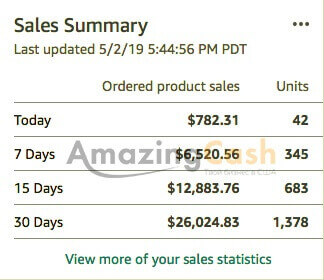 Sales Summary
Last updated 5/2/19 5:44:56 PM PDT
Ordered product sales Units
Today $782.31 42
7 Days $6,520.56 345
AmazingCash
15 Days $12,883.76 683
30 Days $26,024.83 1,378
View more of your sales statistics